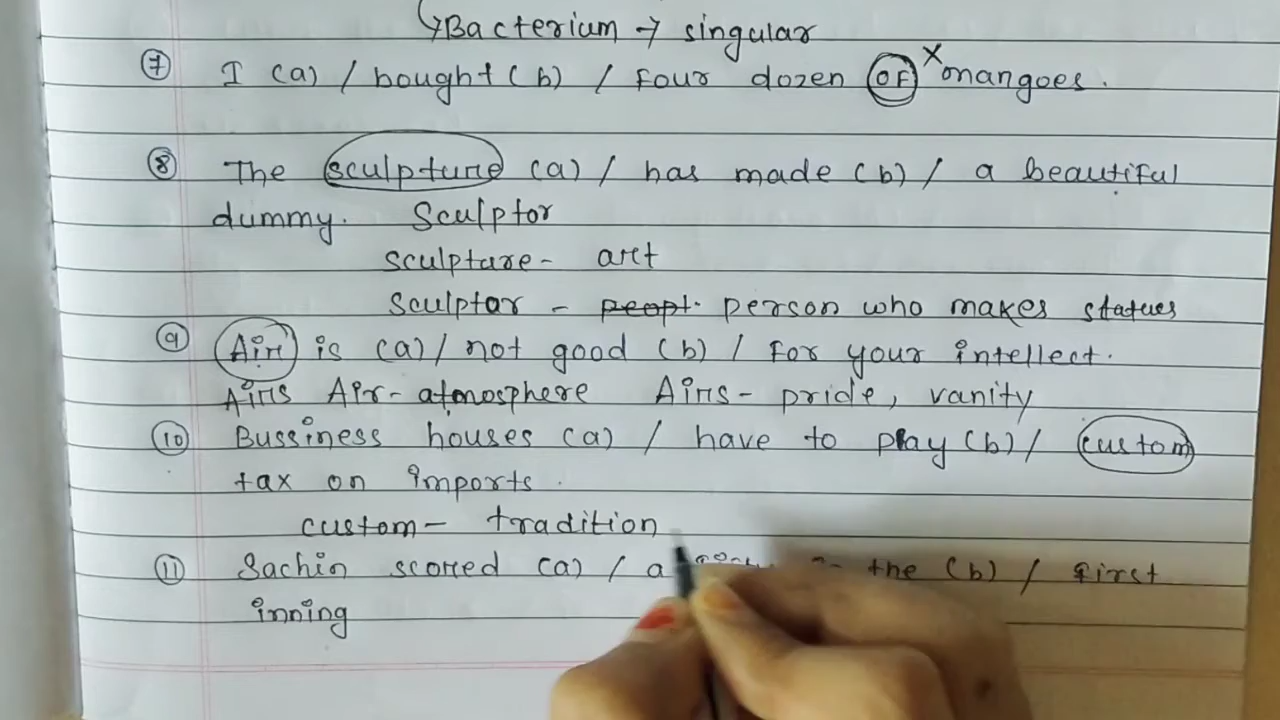 ↳Bacterium → singular
⑦ I (a) / bought (b) / four dozen of x mangoes.
⑧ The sculpture (a) / has made (b) / a beautiful
dummy. Sculptor
sculpture - art
Sculptor - peopl. person who makes statues
⑨ Air is (a) / not good (b) / for your intellect.
Airs Air - atmosphere Airs - pride, vanity
⑩ Bussiness houses (a) / have to play (b) / custom
tax on imports.
custom - tradition
⑪ Sachin scored (a) / a the (b) / first
inning